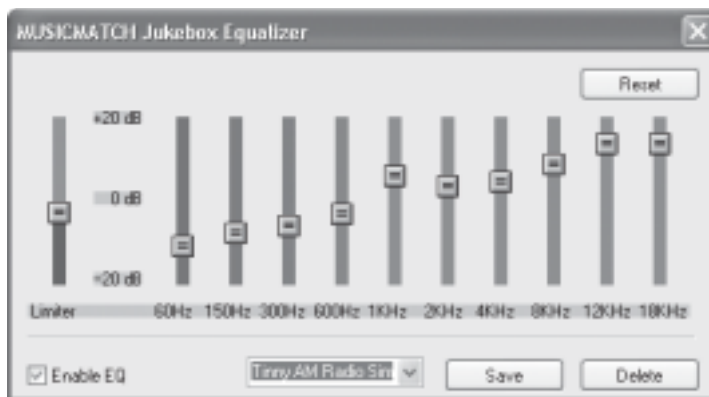 MUSICMATCH Jukebox Equalizer
Reset
+20 dB
0 dB
+20 dB
Limiter 60Hz 150Hz 300Hz 600Hz 1KHz 2KHz 4KHz 8KHz 12KHz 18KHz
Enable EQ Tinny AM Radio Sim Save Delete